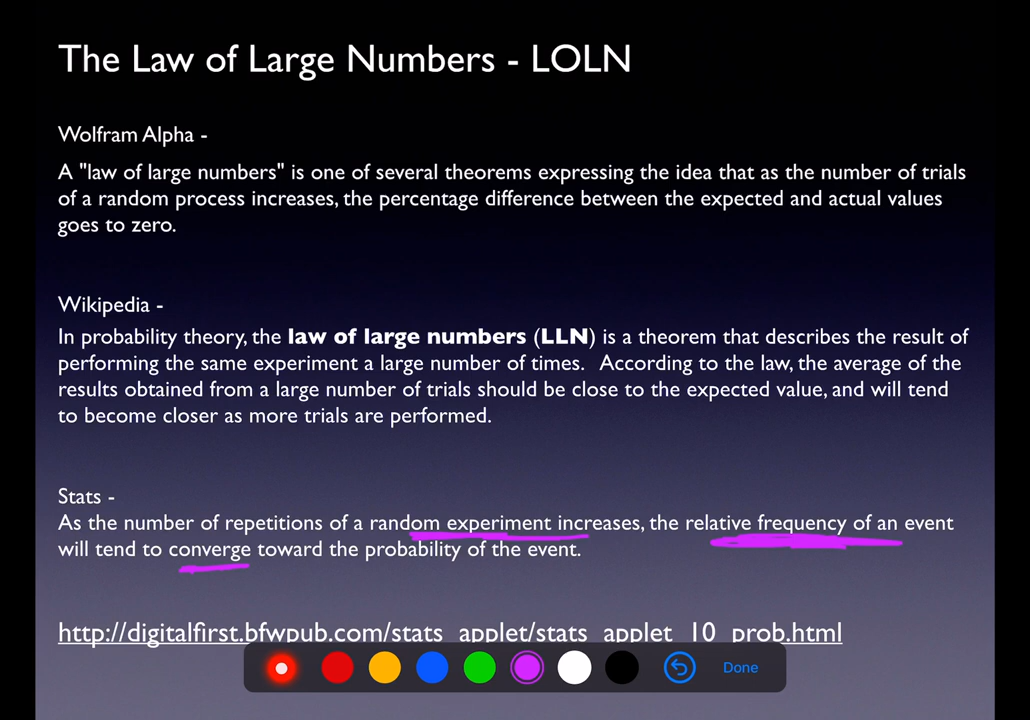 The Law of Large Numbers - LOLN
Wolfram Alpha -
A "law of large numbers" is one of several theorems expressing the idea that as the number of trials
of a random process increases, the percentage difference between the expected and actual values
goes to zero.
Wikipedia -
In probability theory, the law of large numbers (LLN) is a theorem that describes the result of
performing the same experiment a large number of times. According to the law, the average of the
results obtained from a large number of trials should be close to the expected value, and will tend
to become closer as more trials are performed.
Stats -
As the number of repetitions of a random experiment increases, the relative frequency of an event
will tend to converge toward the probability of the event.
http://digitalfirst.bfwpub.com/stats_applet/stats_applet_10_prob.html
Done